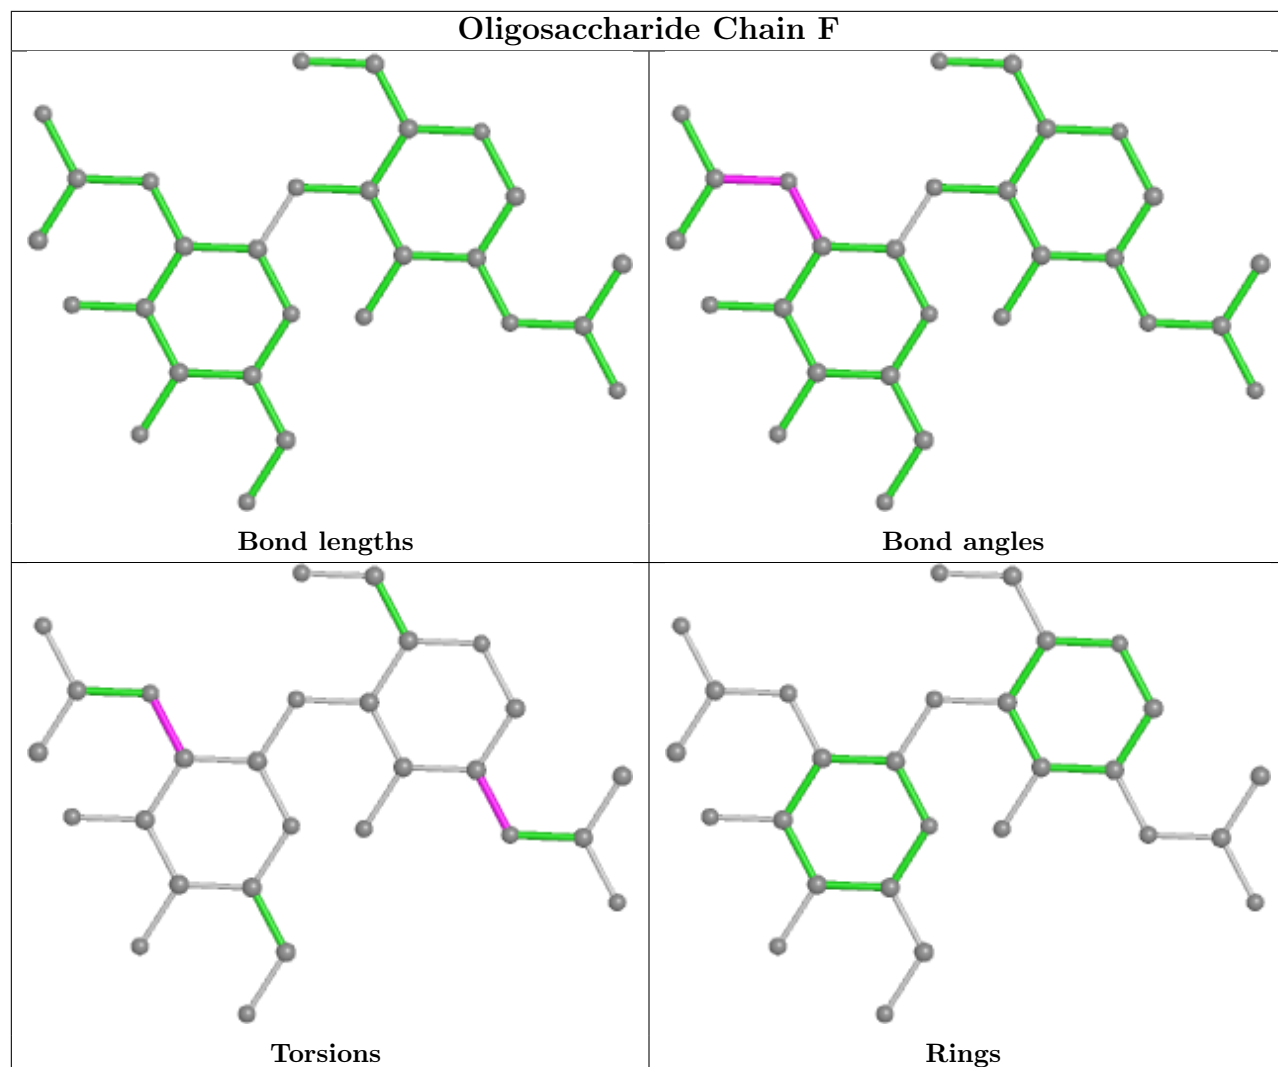 Oligosaccharide Chain F
Bond lengths
Bond angles
Torsions
Rings